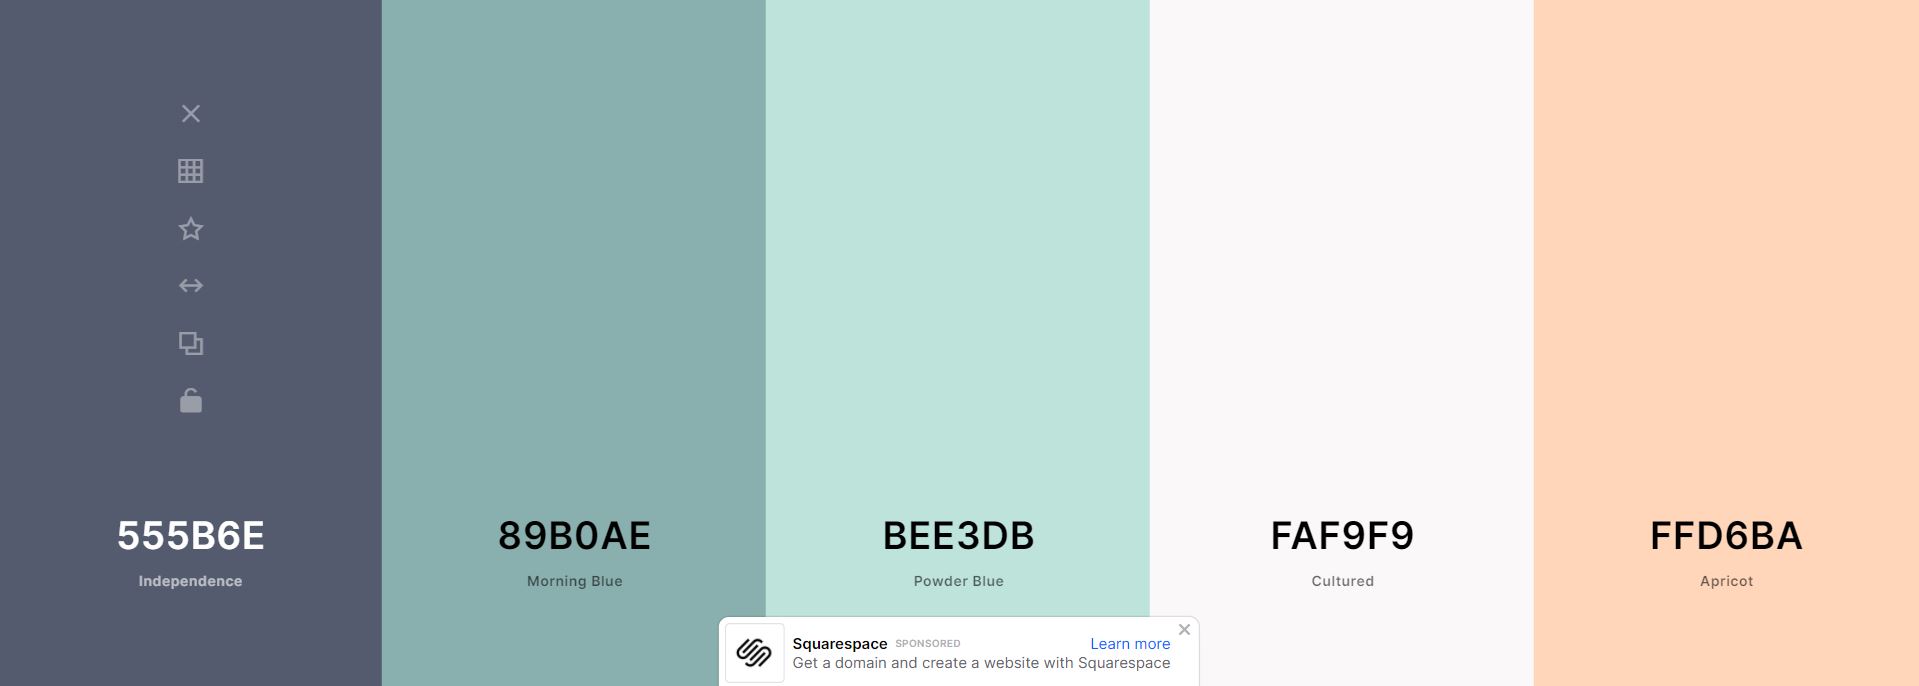 555B6E
Independence
89B0AE
Morning Blue
BEE3DB
Powder Blue
FAF9F9
Cultured
FFD6BA
Apricot
Squarespace SPONSORED Learn more
Get a domain and create a website with Squarespace